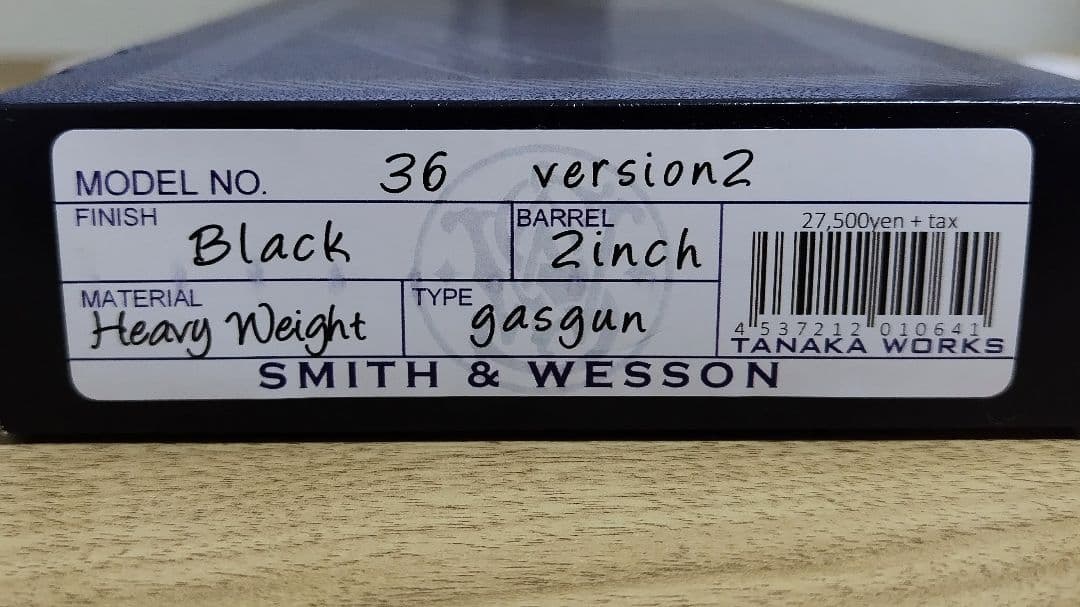 MODEL NO. 36 version2
FINISH Black
BARREL 2inch
27,500yen + tax
MATERIAL Heavy Weight
TYPE gasgun
4 537212 010641
TANAKA WORKS
SMITH & WESSON